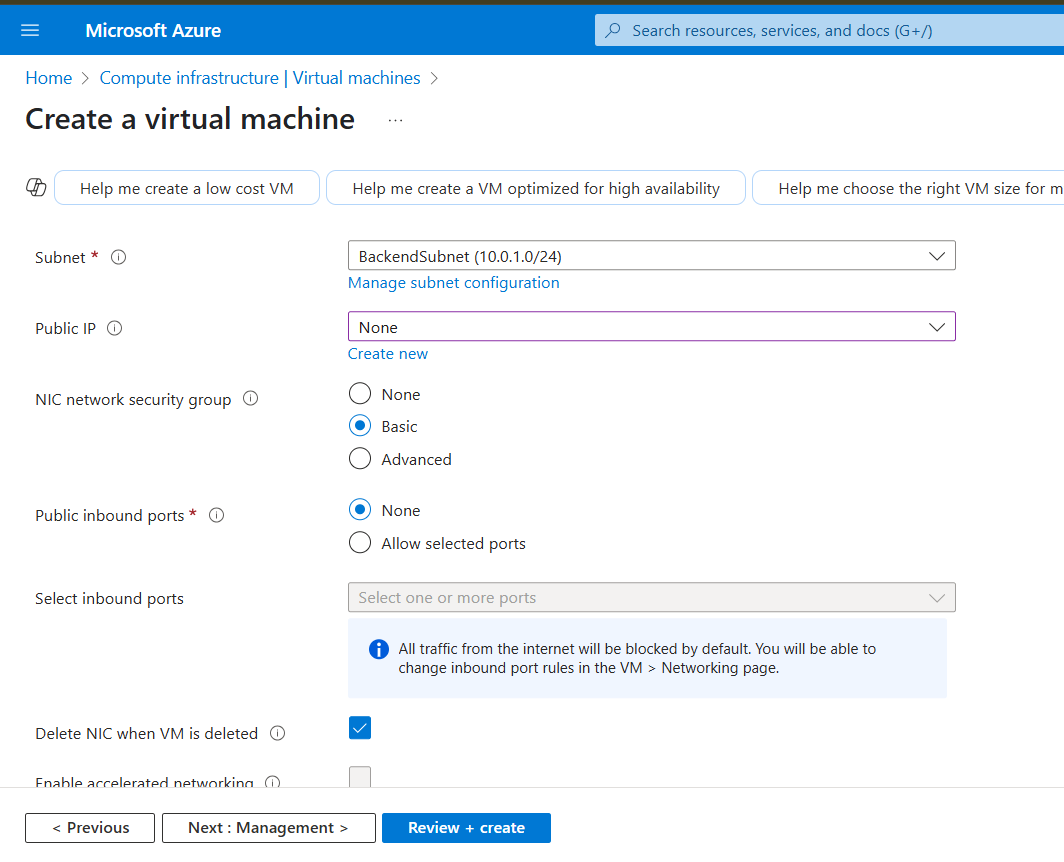 Microsoft Azure
Search resources, services, and docs (G+/)
Home > Compute infrastructure | Virtual machines >
Create a virtual machine ...
Help me create a low cost VM
Help me create a VM optimized for high availability
Help me choose the right VM size for m
Subnet * 
BackendSubnet (10.0.1.0/24)
Manage subnet configuration
Public IP
None
Create new
NIC network security group
None
Basic
Advanced
Public inbound ports *
None
Allow selected ports
Select inbound ports
Select one or more ports
All traffic from the internet will be blocked by default. You will be able to
change inbound port rules in the VM > Networking page.
Delete NIC when VM is deleted
Enable accelerated networking
< Previous
Next : Management >
Review + create